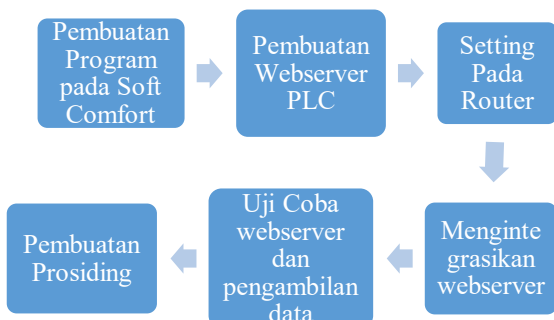 Pembuatan
Program
pada Soft
Comfort
Pembuatan
Webserver
PLC
Setting
Pada
Router
Menginte
grasikan
webserver
Uji Coba
webserver
dan
pengambilan
data
Pembuatan
Prosiding